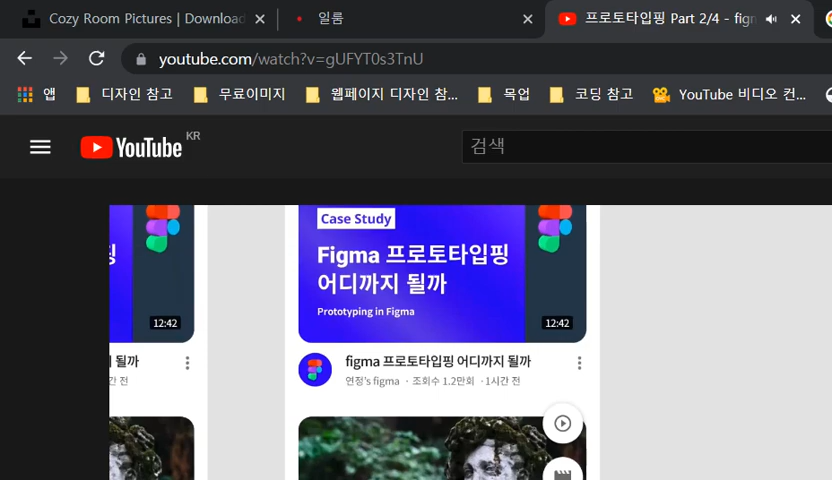 Cozy Room Pictures | Download
일룸
프로토타입핑 Part 2/4 - figm
youtube.com/watch?v=gUFYT0s3TnU
앱
디자인 참고
무료이미지
웹페이지 디자인 참...
목업
코딩 참고
YouTube 비디오 컨...
YouTube KR
검색
Case Study
Figma 프로토타입핑
어디까지 될까
Prototyping in Figma
12:42
12:42
ㅣ 될까
간 전
figma 프로토타입핑 어디까지 될까
연정's figma · 조회수 1.2만회 · 1시간 전